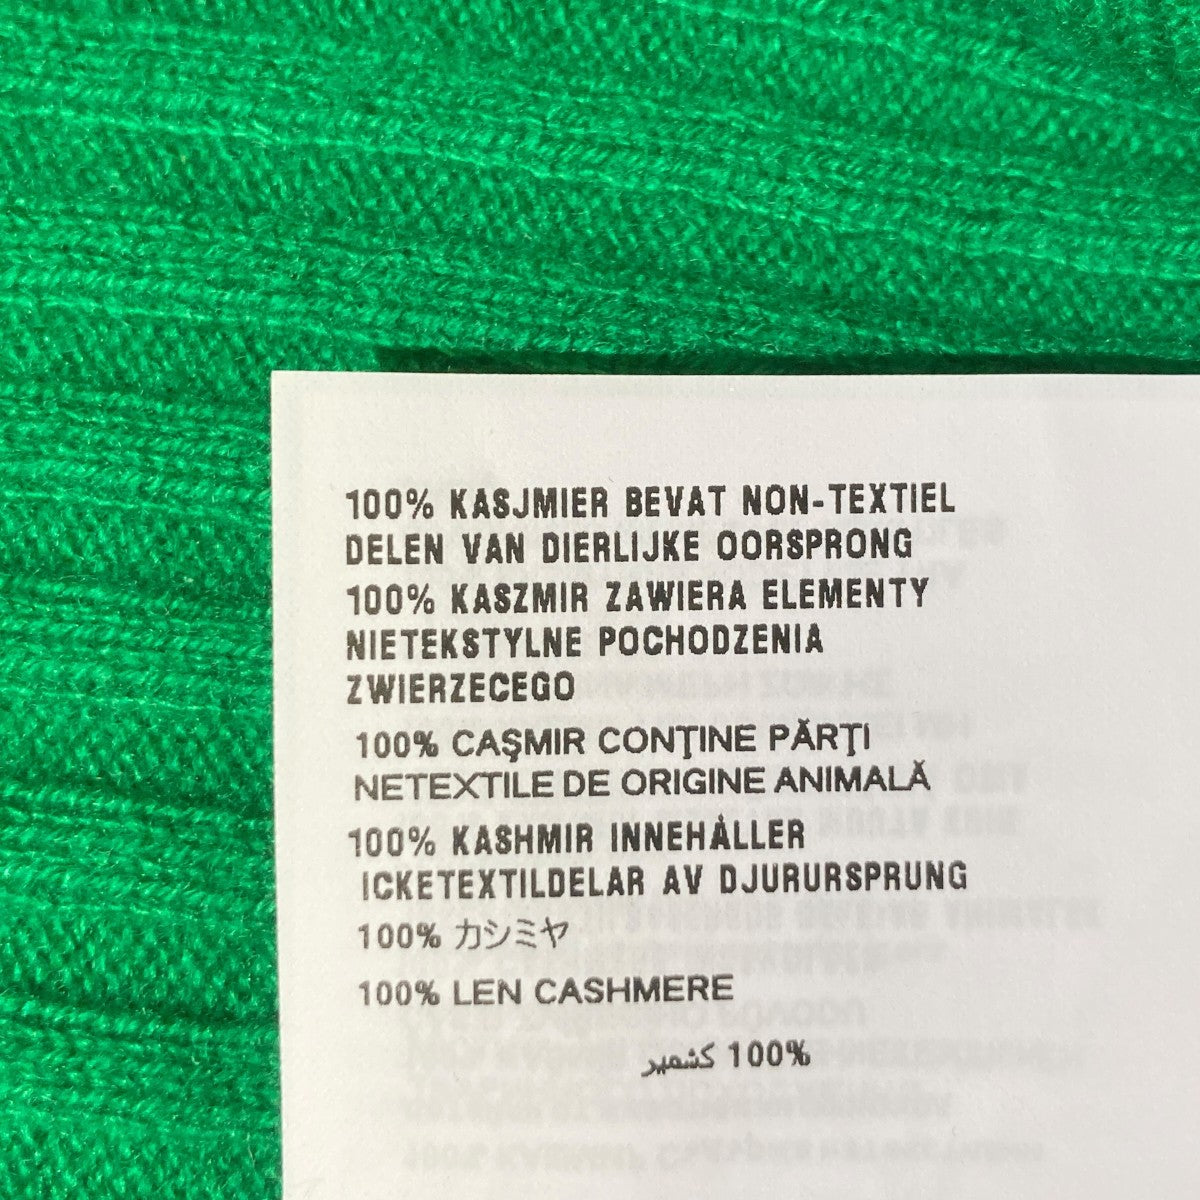 100% KASJMIER BEVAT NON-TEXTIEL
DELEN VAN DIERLIJKE OORSPRONG
100% KASZMIR ZAWIERA ELEMENTY
NIETEKSTYLNE POCHODZENIA
ZWIERZECEGO
100% CAŞMIR CONŢINE PĂRŢI
NETEXTILE DE ORIGINE ANIMALĂ
100% KASHMIR INNEHÅLLER
ICKETEXTILDELAR AV DJURURSPRUNG
100% カシミヤ
100% LEN CASHMERE
100% كشمير